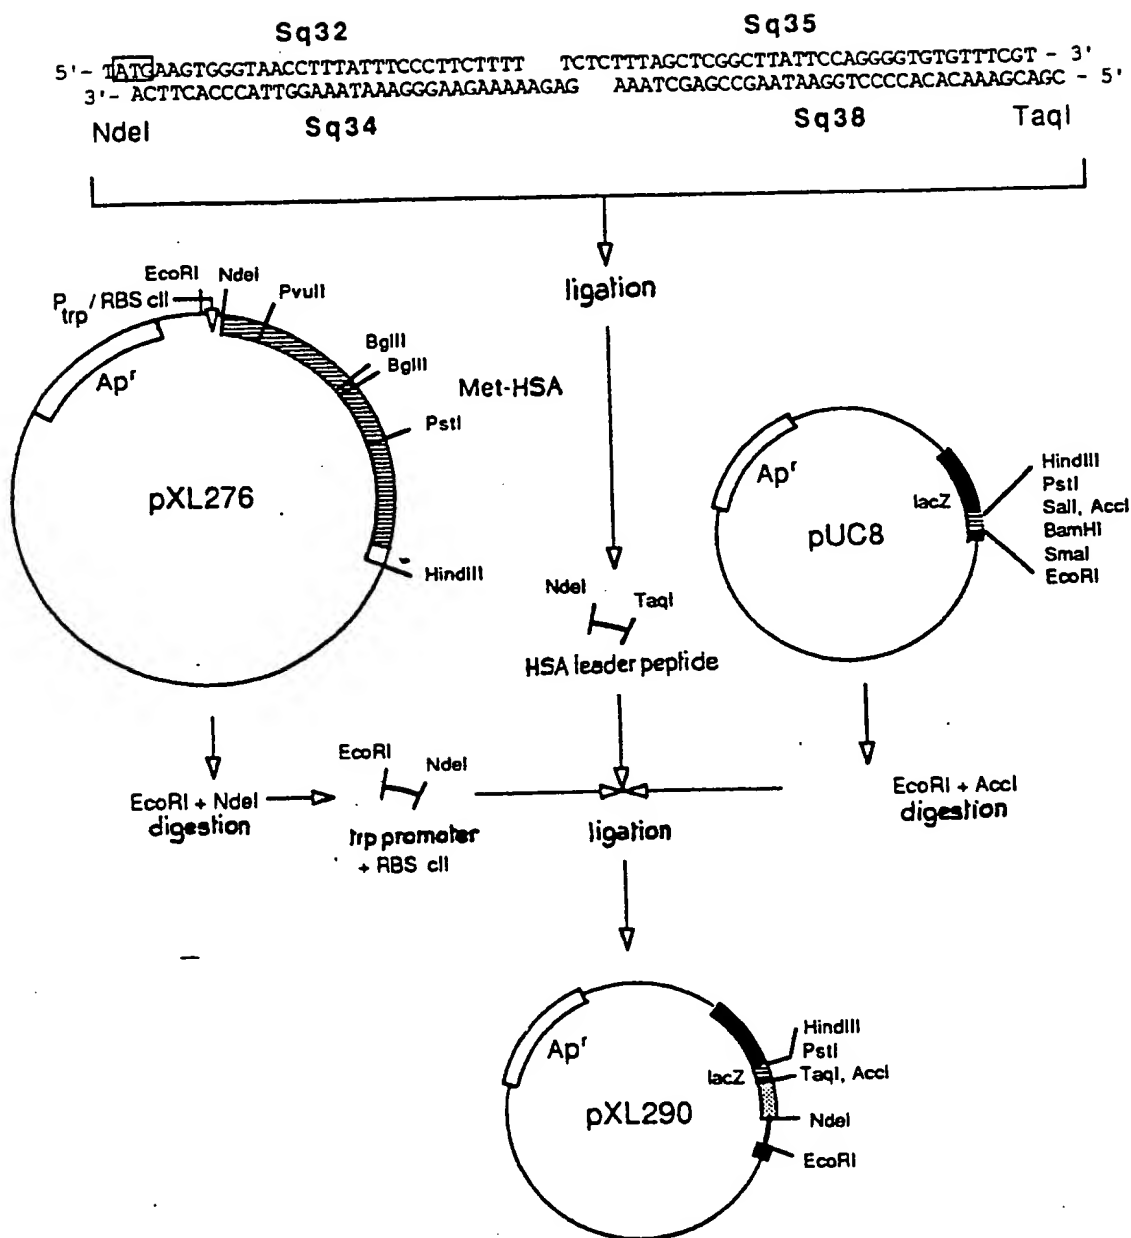 Sq32 Sq35
5'- TATGAAGTGGGTAACCTTTATTTCCCTTCTTTT TCTCTTTAGCTCGGCTTATTCCAGGGGTGTGTTTCGT - 3'
3'- ACTTCACCCATTGGAAATAAAGGGAAGAAAAAGAG AAATCGAGCCGAATAAGGTCCCCACACAAAGCAGC - 5'
NdeI Sq34 Sq38 TaqI
ligation
EcoRI NdeI
Ptrp/RBS cII
PvuII
BglII
BglII
Met-HSA
PstI
Apr
pXL276
HindIII
Apr
lacZ
pUC8
HindIII
PstI
SalI, AccI
BamHI
SmaI
EcoRI
NdeI TaqI
HSA leader peptide
EcoRI + NdeI
digestion
EcoRI NdeI
trp promoter
+ RBS cII
ligation
EcoRI + AccI
digestion
Apr
lacZ
pXL290
HindIII
PstI
TaqI, AccI
NdeI
EcoRI